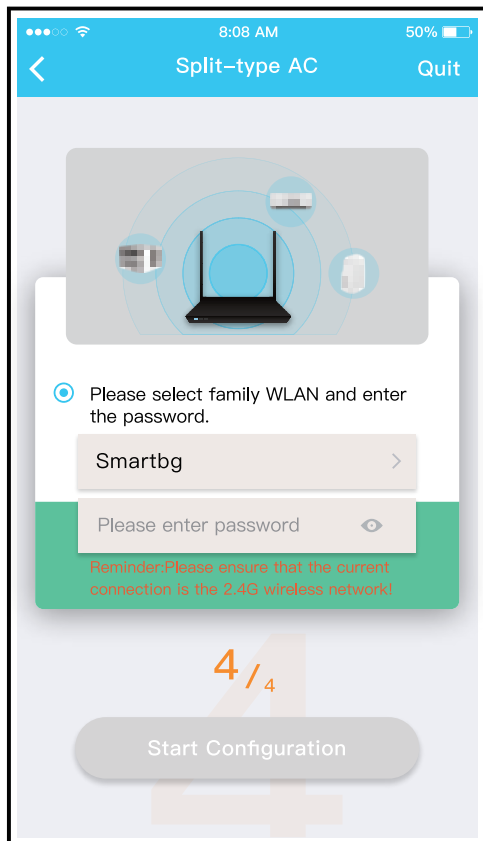 8:08 AM
50%
Split-type AC
Quit
Please select family WLAN and enter
the password.
Smartbg
Please enter password
Reminder:Please ensure that the current
connection is the 2.4G wireless network!
4/4
4
Start Configuration